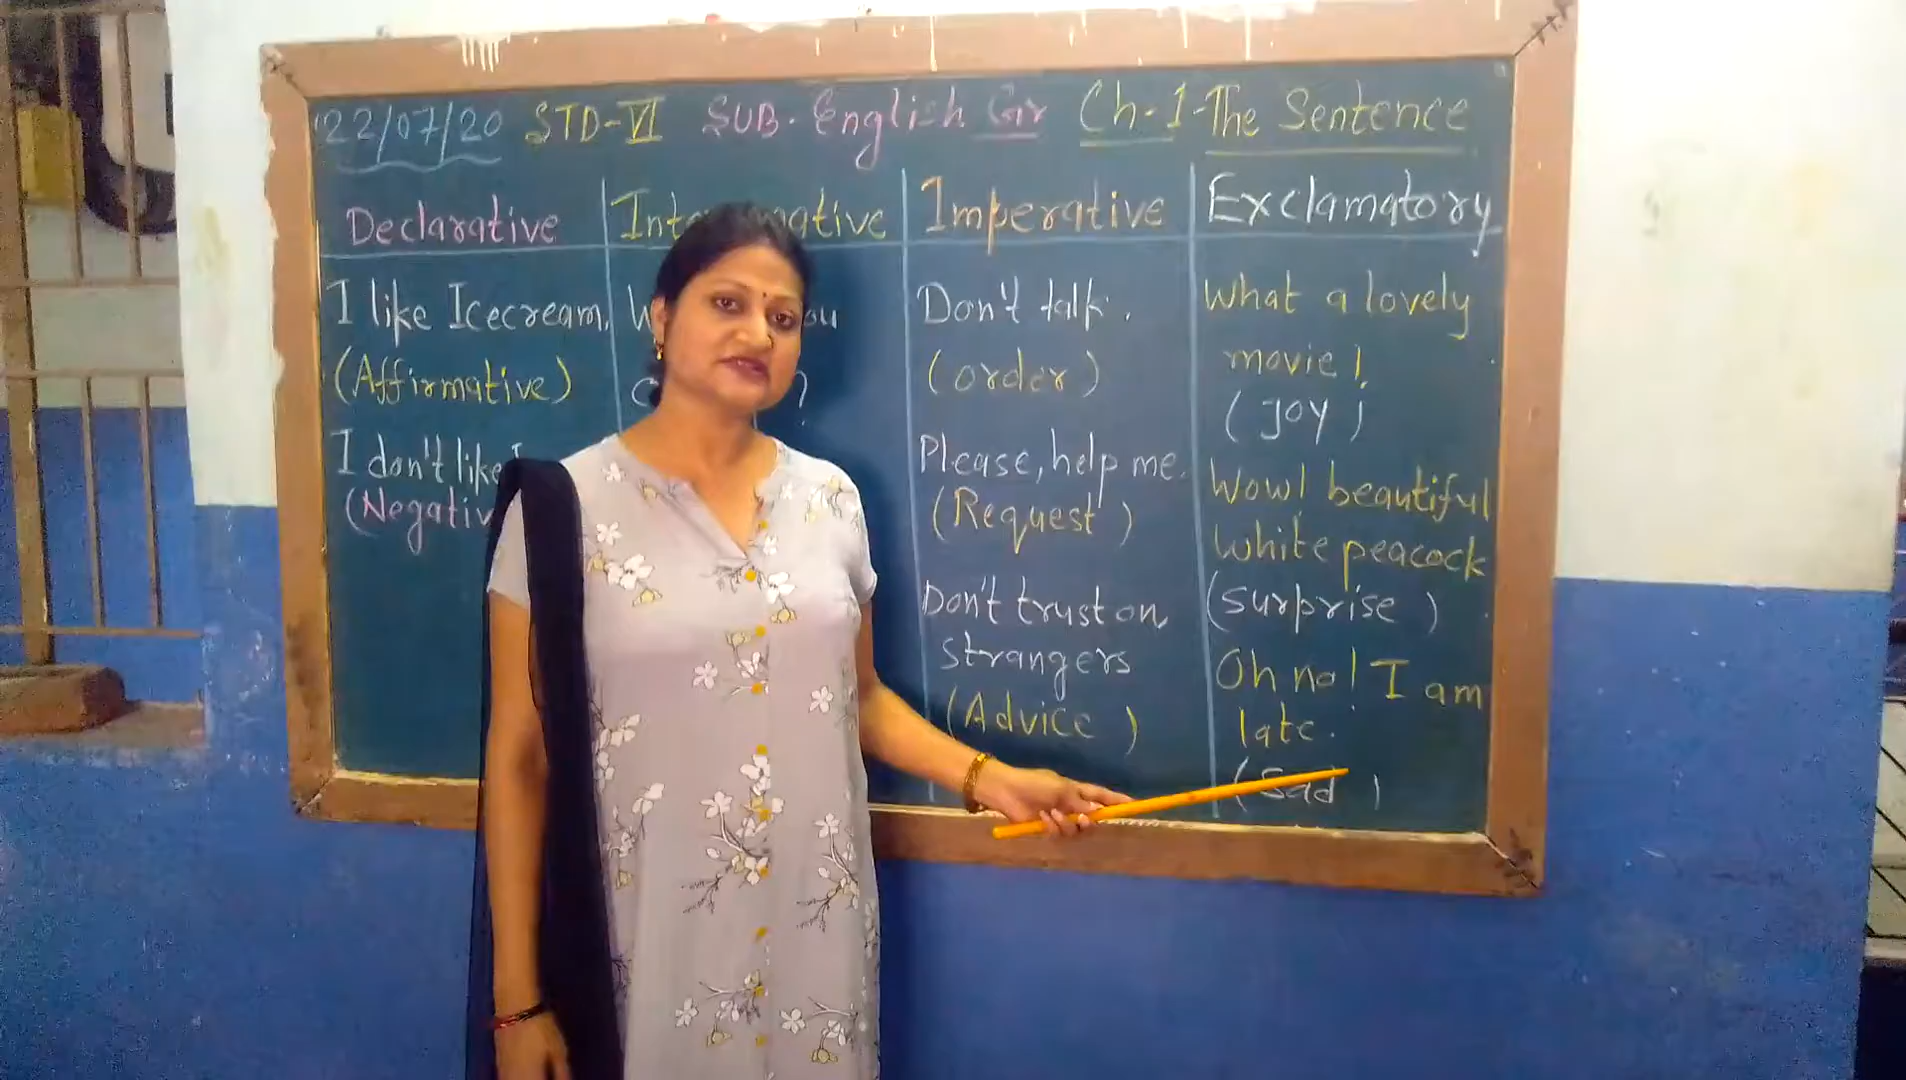 22/07/20 STD-VI SUB. English Gr Ch-1-The Sentence
Declarative
I like Icecream.
(Affirmative)
I don't like
Imperative
Don't talk.
(order)
Please, help me.
(Request)
Don't trust on
strangers
(Advice)
Exclamatory
What a lovely
movie!
(Joy)
Wow! beautiful
white peacock
(surprise)
Oh no! I am
late.
(Sad)